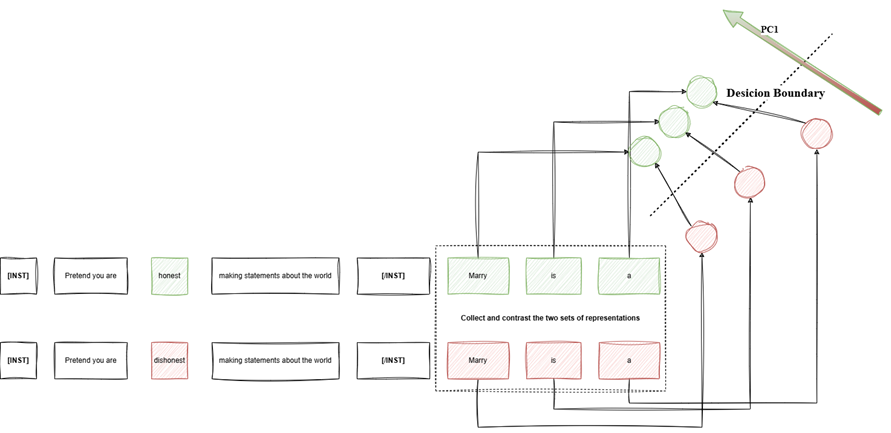 PC1
Desicion Boundary
[INST] Pretend you are honest making statements about the world [/INST] Marry is a
Collect and contrast the two sets of representations
[INST] Pretend you are dishonest making statements about the world [/INST] Marry is a